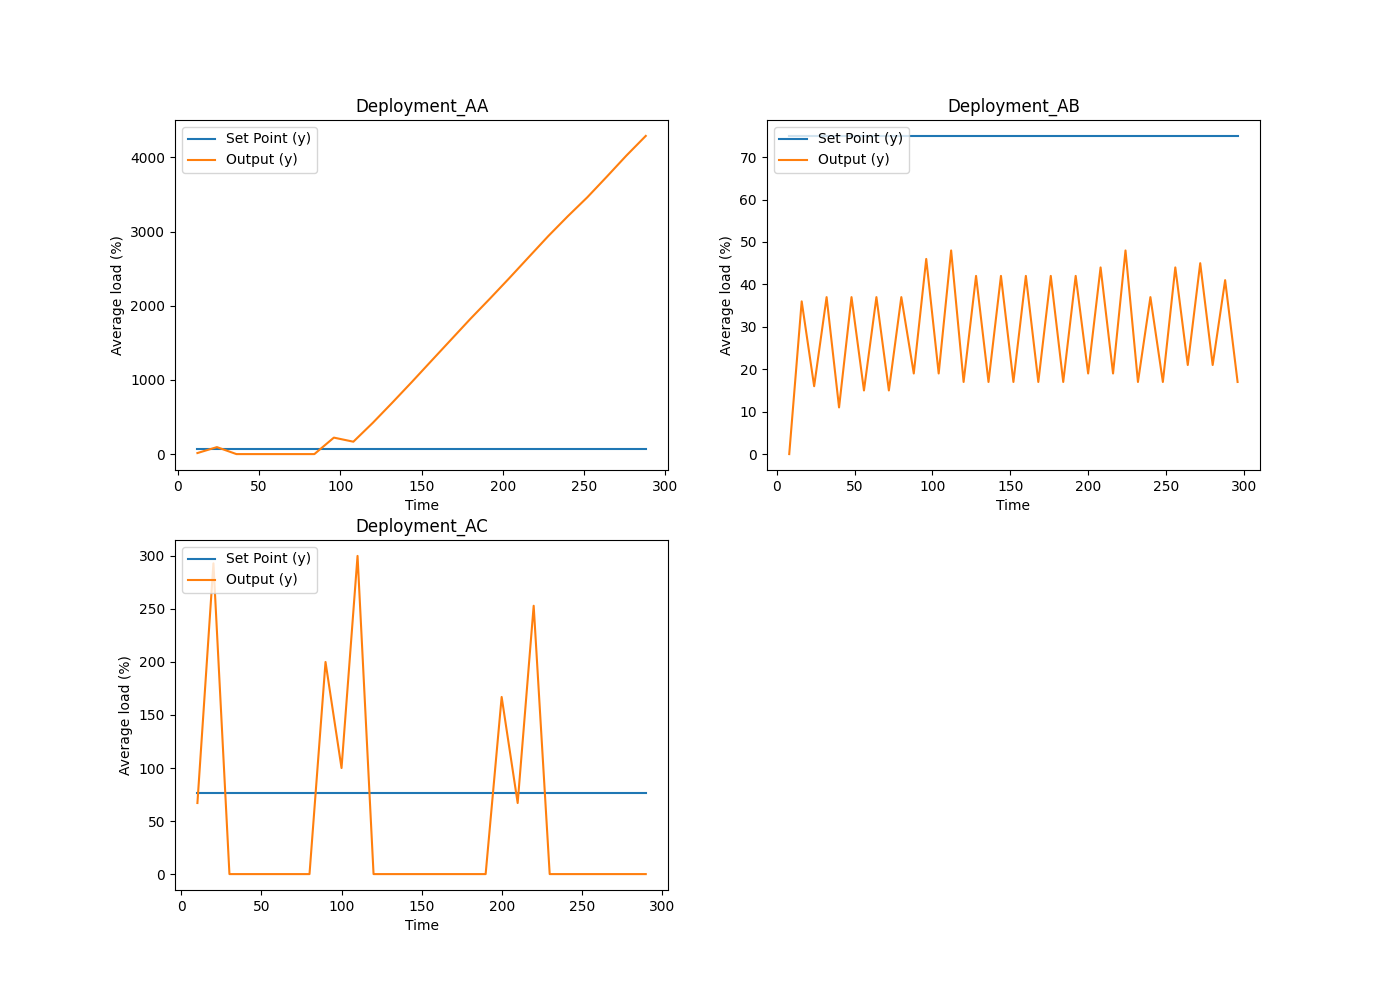 Deployment_AA
Set Point (y)
Output (y)
Average load (%)
4000
3000
2000
1000
0
0 50 100 150 200 250 300
Time
Deployment_AB
Set Point (y)
Output (y)
Average load (%)
70
60
50
40
30
20
10
0
0 50 100 150 200 250 300
Time
Deployment_AC
Set Point (y)
Output (y)
Average load (%)
300
250
200
150
100
50
0
0 50 100 150 200 250 300
Time